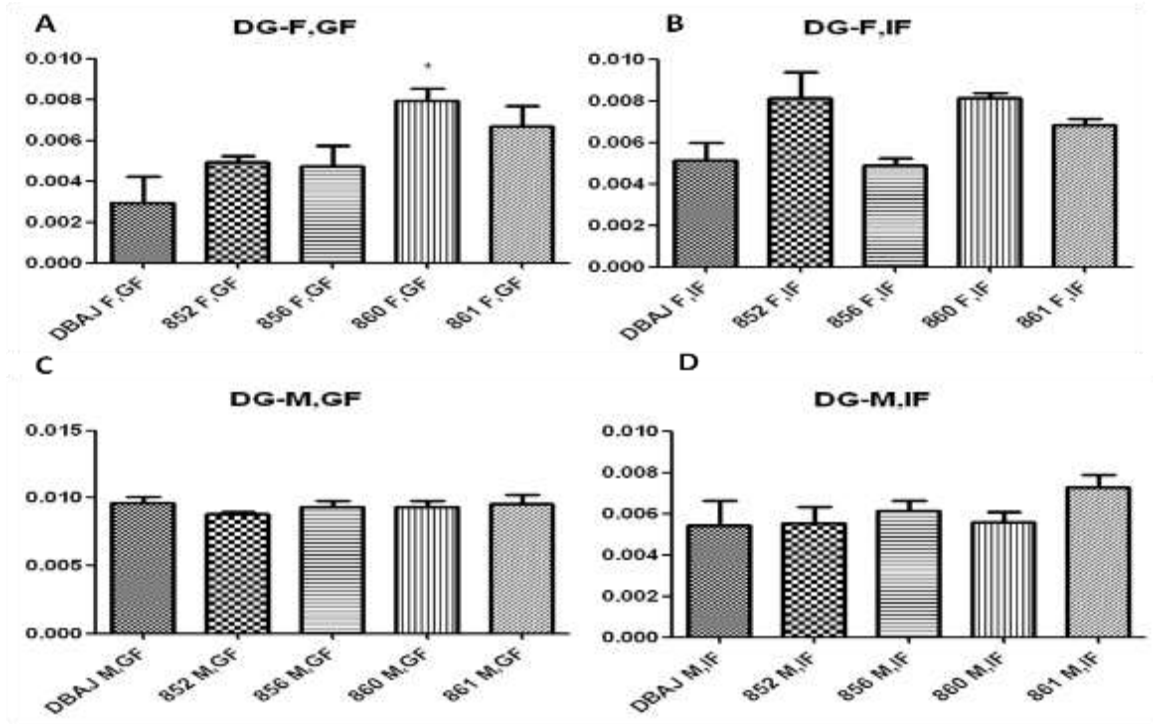 A
DG-F,GF
0.010
0.008
0.006
0.004
0.002
0.000
*
DBAJ F,GF
852 F,GF
856 F,GF
860 F,GF
861 F,GF
B
DG-F,IF
0.010
0.008
0.006
0.004
0.002
0.000
DBAJ F,IF
852 F,IF
856 F,IF
860 F,IF
861 F,IF
C
DG-M,GF
0.015
0.010
0.005
0.000
DBAJ M,GF
852 M,GF
856 M,GF
860 M,GF
861 M,GF
D
DG-M,IF
0.010
0.008
0.006
0.004
0.002
0.000
DBAJ M,IF
852 M,IF
856 M,IF
860 M,IF
861 M,IF